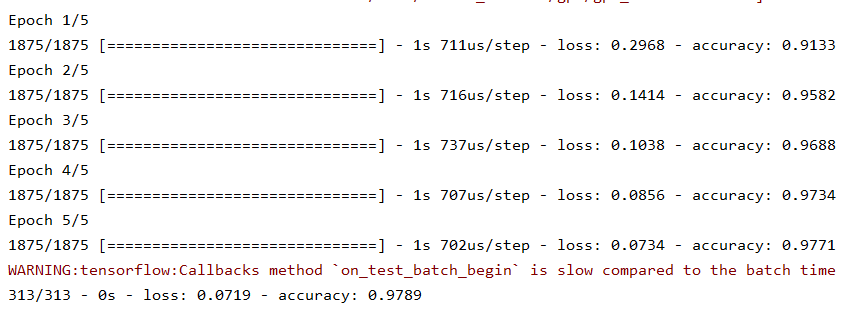 Epoch 1/5
1875/1875 [==============================] - 1s 711us/step - loss: 0.2968 - accuracy: 0.9133
Epoch 2/5
1875/1875 [==============================] - 1s 716us/step - loss: 0.1414 - accuracy: 0.9582
Epoch 3/5
1875/1875 [==============================] - 1s 737us/step - loss: 0.1038 - accuracy: 0.9688
Epoch 4/5
1875/1875 [==============================] - 1s 707us/step - loss: 0.0856 - accuracy: 0.9734
Epoch 5/5
1875/1875 [==============================] - 1s 702us/step - loss: 0.0734 - accuracy: 0.9771
WARNING:tensorflow:Callbacks method `on_test_batch_begin` is slow compared to the batch time
313/313 - 0s - loss: 0.0719 - accuracy: 0.9789